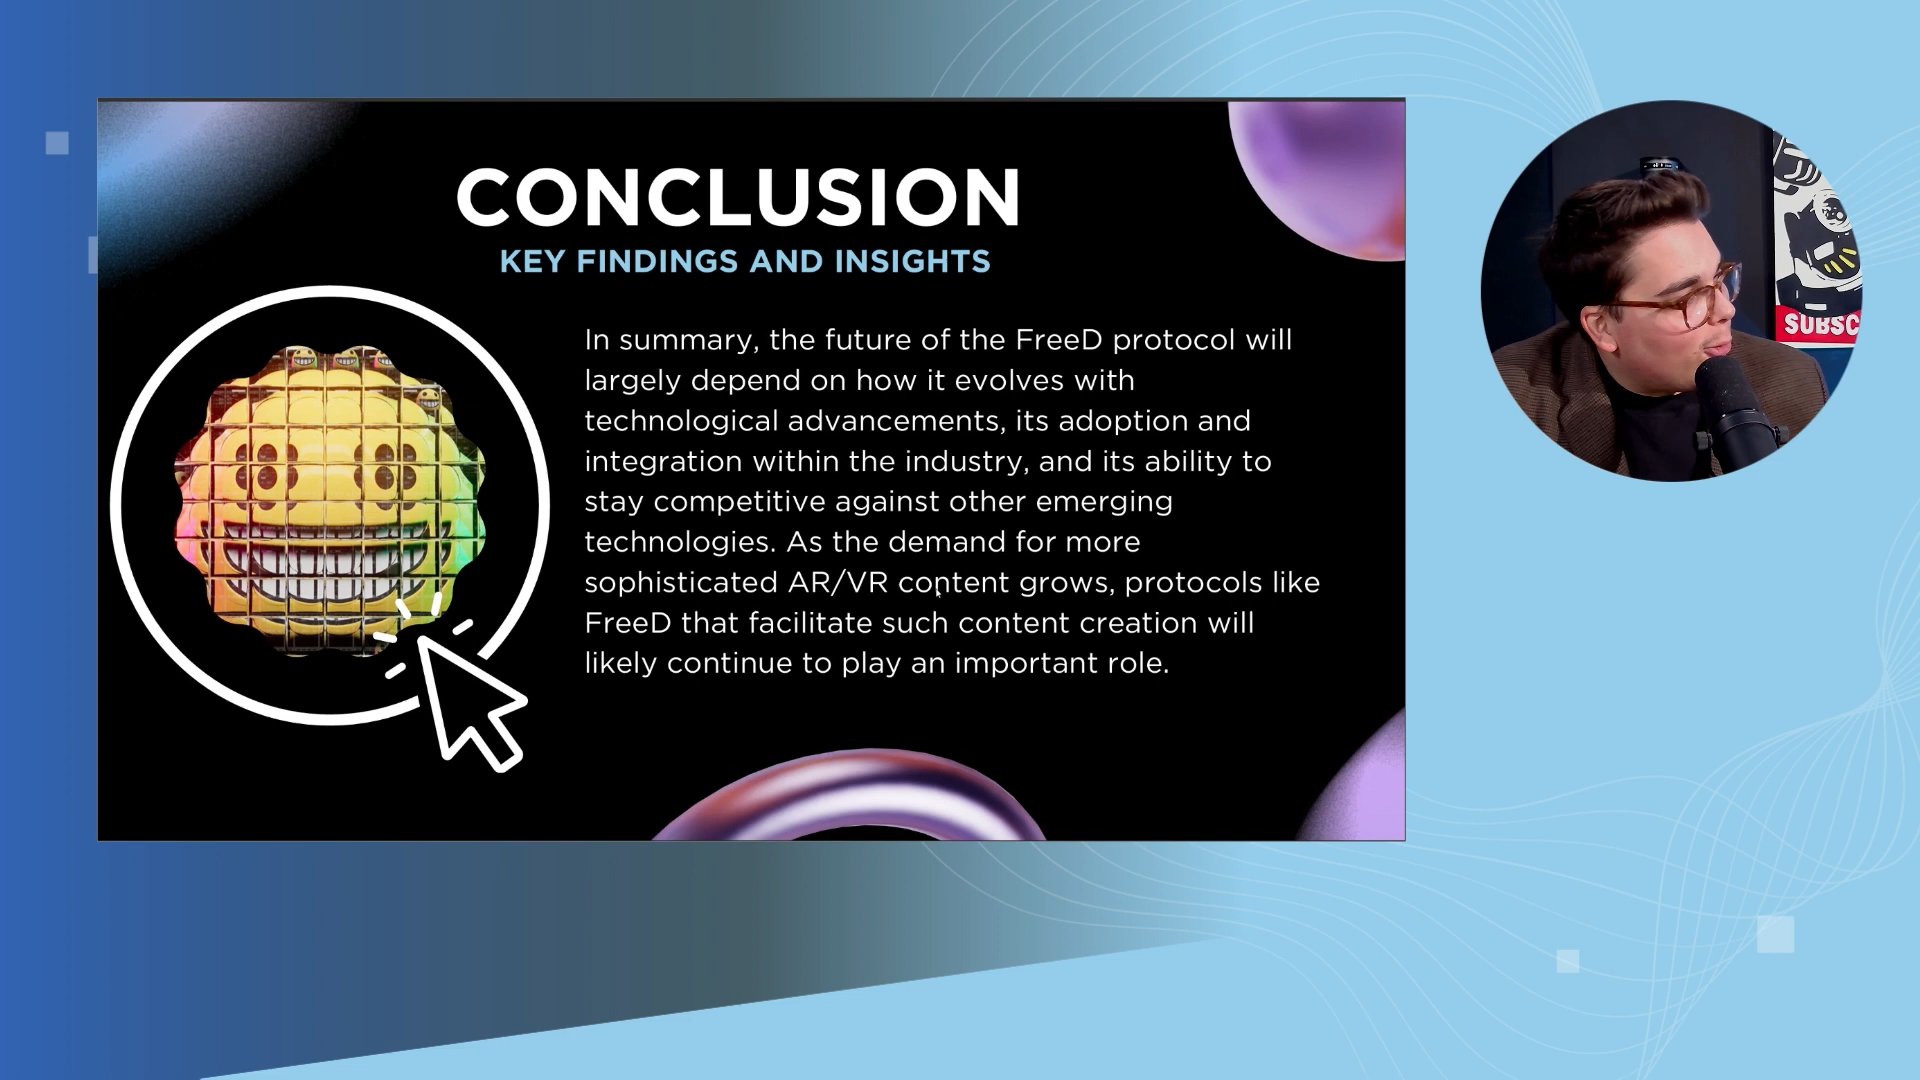 CONCLUSION
KEY FINDINGS AND INSIGHTS
In summary, the future of the FreeD protocol will
largely depend on how it evolves with
technological advancements, its adoption and
integration within the industry, and its ability to
stay competitive against other emerging
technologies. As the demand for more
sophisticated AR/VR content grows, protocols like
FreeD that facilitate such content creation will
likely continue to play an important role.
SUBSC